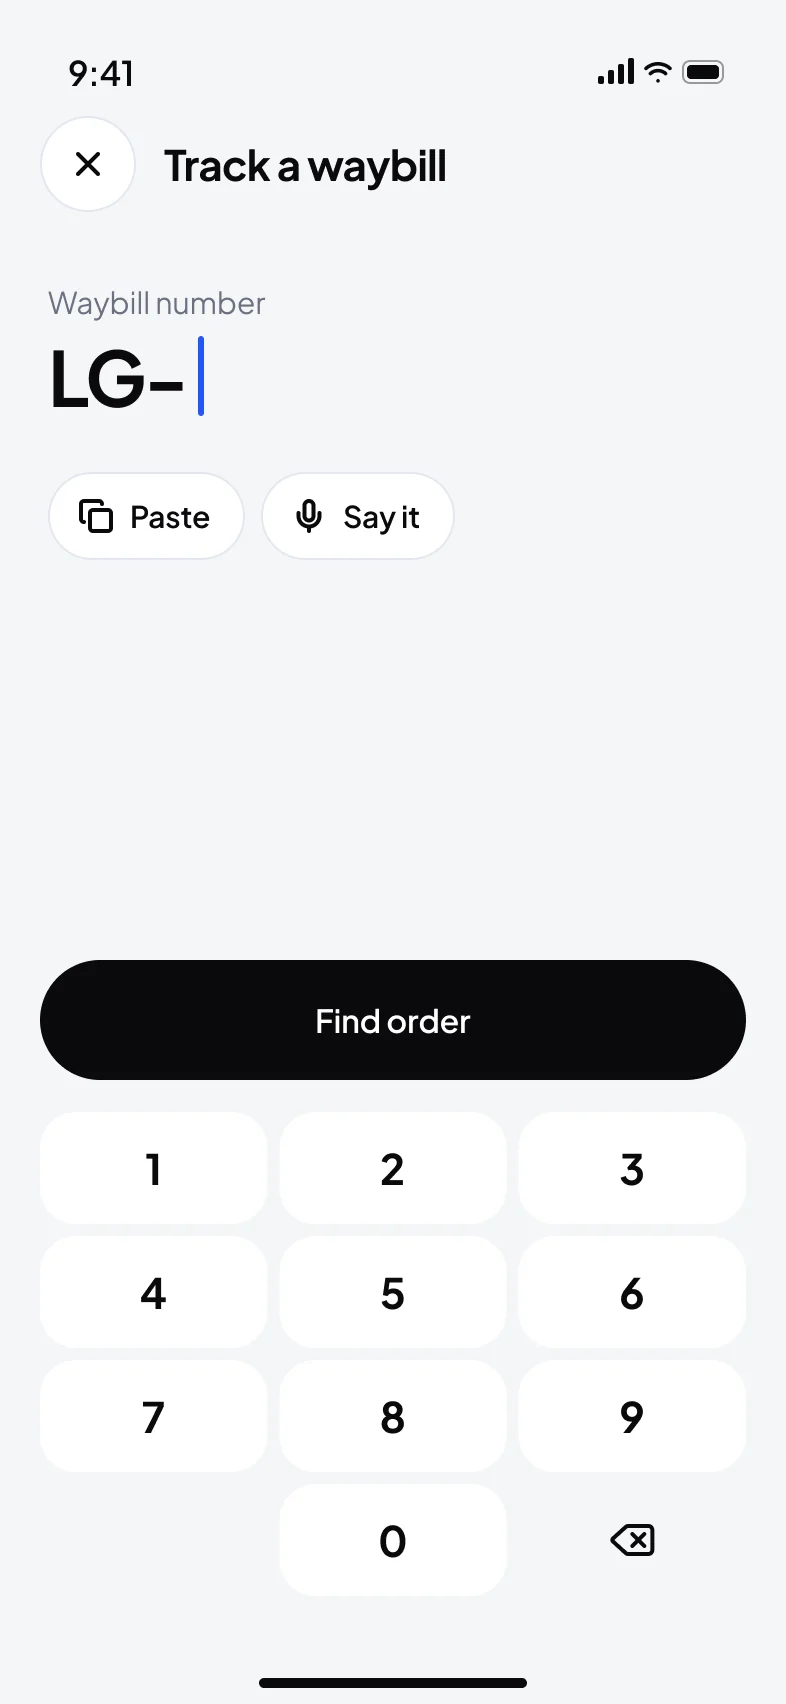 9:41
Track a waybill
Waybill number
LG–
Paste
Say it
Find order
1 2 3
4 5 6
7 8 9
0